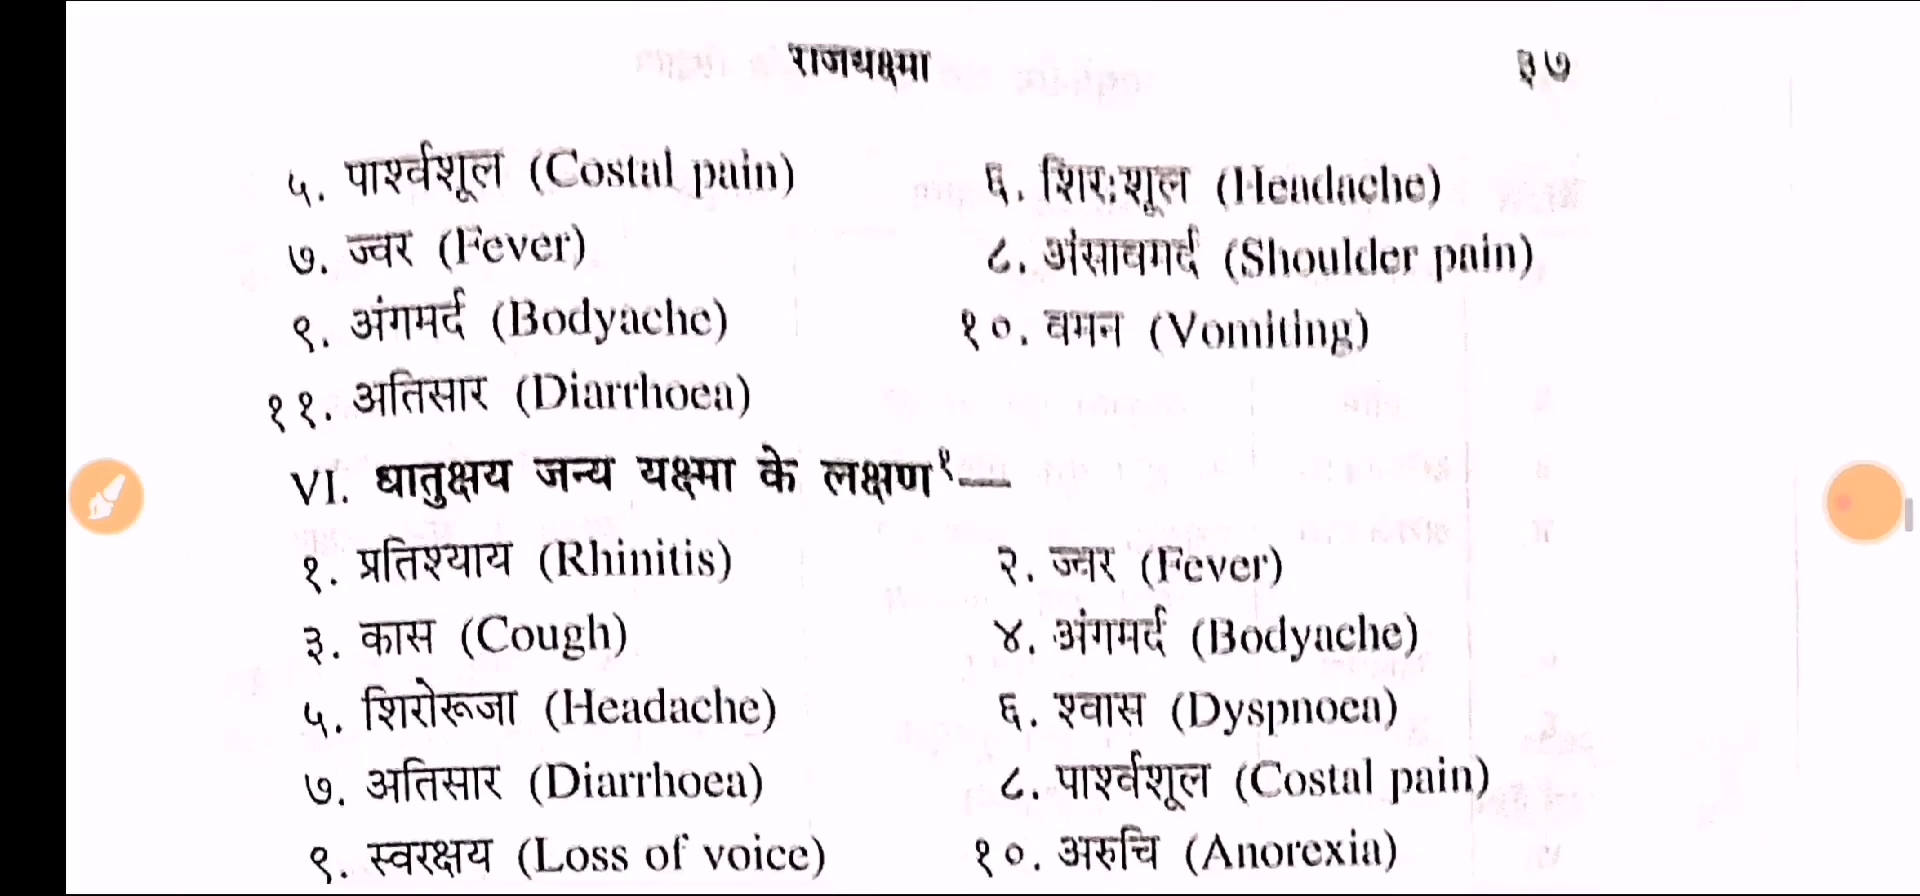 राजयक्ष्मा ३७
५. पार्श्वशूल (Costal pain) ६. शिरःशूल (Headache)
७. ज्वर (Fever) ८. अंसावमर्द (Shoulder pain)
९. अंगमर्द (Bodyache) १०. वमन (Vomiting)
११. अतिसार (Diarrhoea)
VI. धातुक्षय जन्य यक्ष्मा के लक्षण१—
१. प्रतिश्याय (Rhinitis) २. ज्वर (Fever)
३. कास (Cough) ४. अंगमर्द (Bodyache)
५. शिरोरूजा (Headache) ६. श्वास (Dyspnoea)
७. अतिसार (Diarrhoea) ८. पार्श्वशूल (Costal pain)
९. स्वरक्षय (Loss of voice) १०. अरुचि (Anorexia)